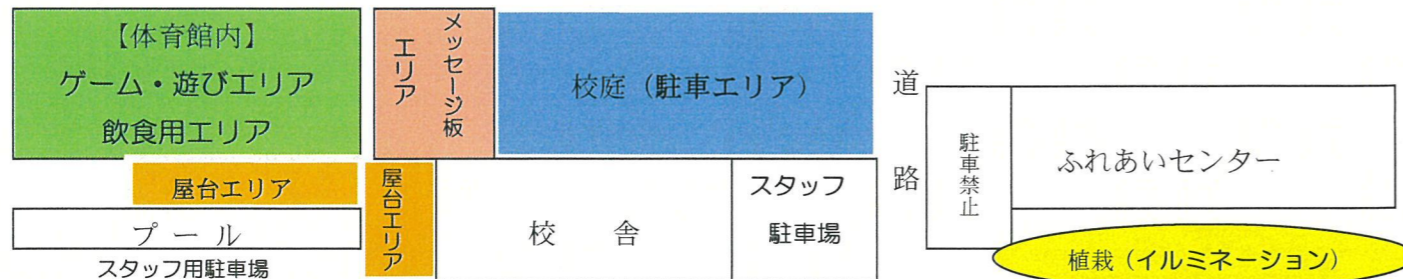 【体育館内】
ゲーム・遊びエリア
飲食用エリア
メッセージ板
エリア
校庭（駐車エリア）
道路
駐車禁止
ふれあいセンター
屋台エリア
屋台エリア
プール
スタッフ用駐車場
校舎
スタッフ
駐車場
植栽（イルミネーション）